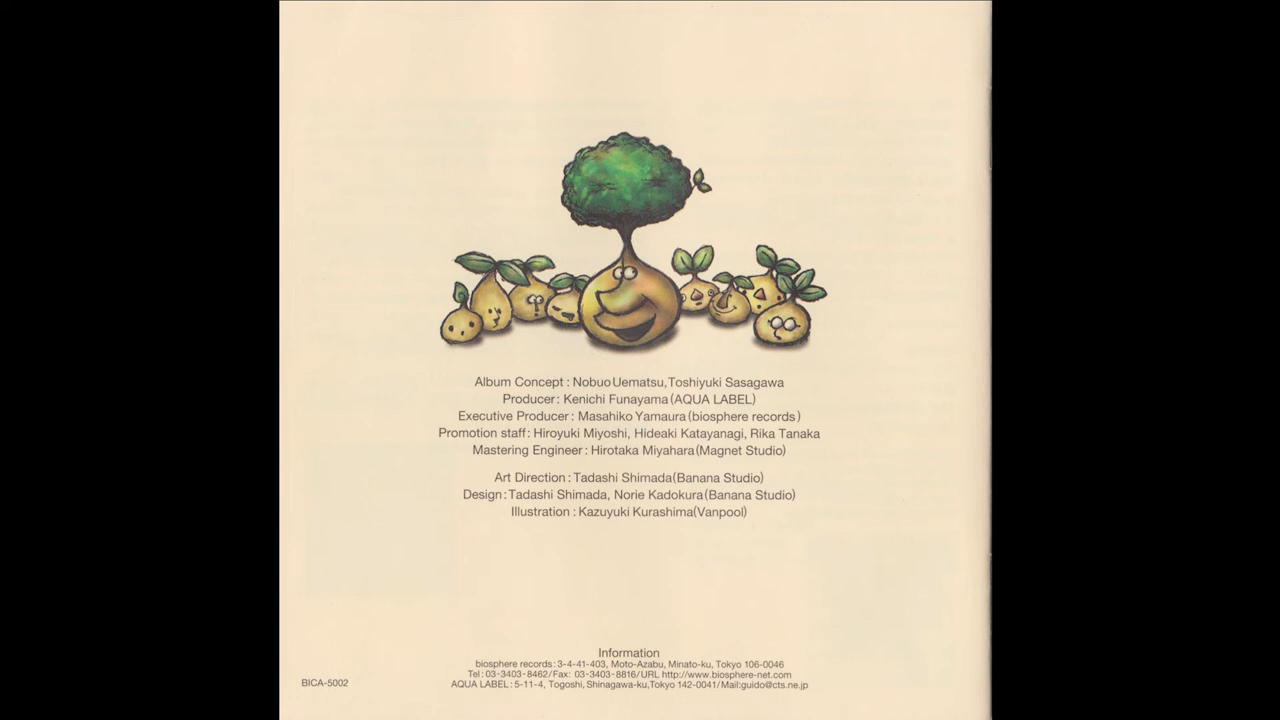 Album Concept : Nobuo Uematsu, Toshiyuki Sasagawa
Producer : Kenichi Funayama (AQUA LABEL)
Executive Producer : Masahiko Yamaura (biosphere records)
Promotion staff : Hiroyuki Miyoshi, Hideaki Katayanagi, Rika Tanaka
Mastering Engineer : Hirotaka Miyahara (Magnet Studio)
Art Direction : Tadashi Shimada (Banana Studio)
Design : Tadashi Shimada, Norie Kadokura (Banana Studio)
Illustration : Kazuyuki Kurashima (Vanpool)
Information
biosphere records : 3-4-41-403, Moto-Azabu, Minato-ku, Tokyo 106-0046
Tel : 03-3403-8462/Fax: 03-3403-8816/URL http://www.biosphere-net.com
AQUA LABEL : 5-11-4, Togoshi, Shinagawa-ku,Tokyo 142-0041/Mail:guido@cts.ne.jp
BICA-5002